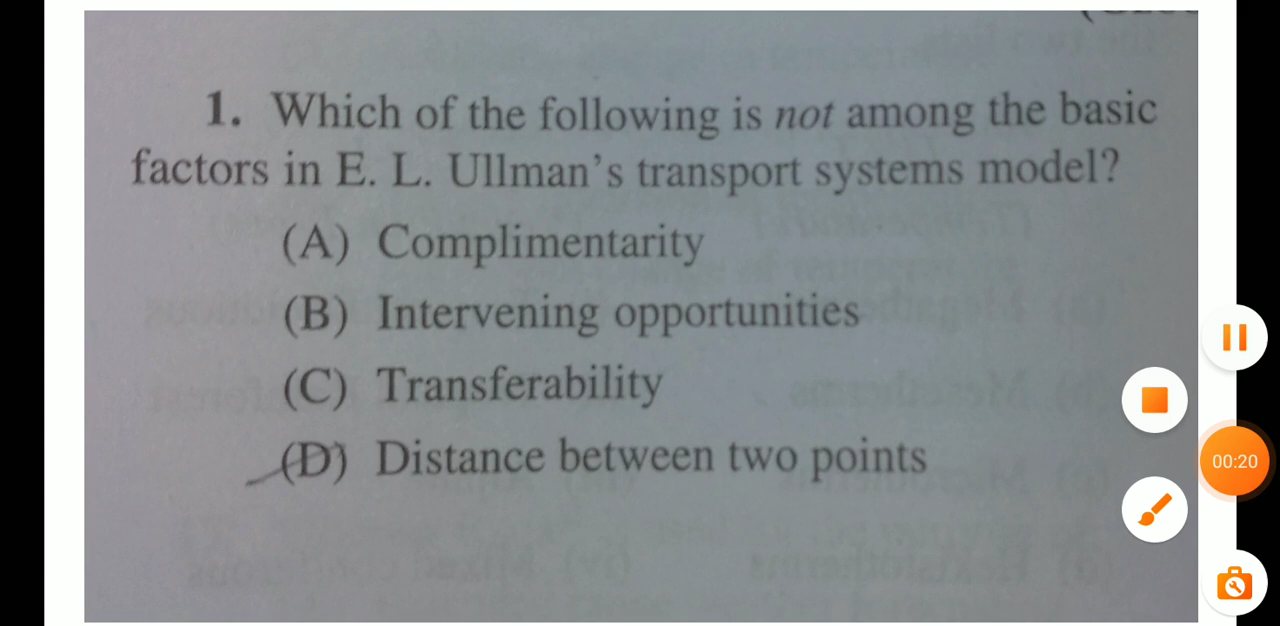 1. Which of the following is not among the basic
factors in E. L. Ullman's transport systems model?
(A) Complimentarity
(B) Intervening opportunities
(C) Transferability
(D) Distance between two points
00:20